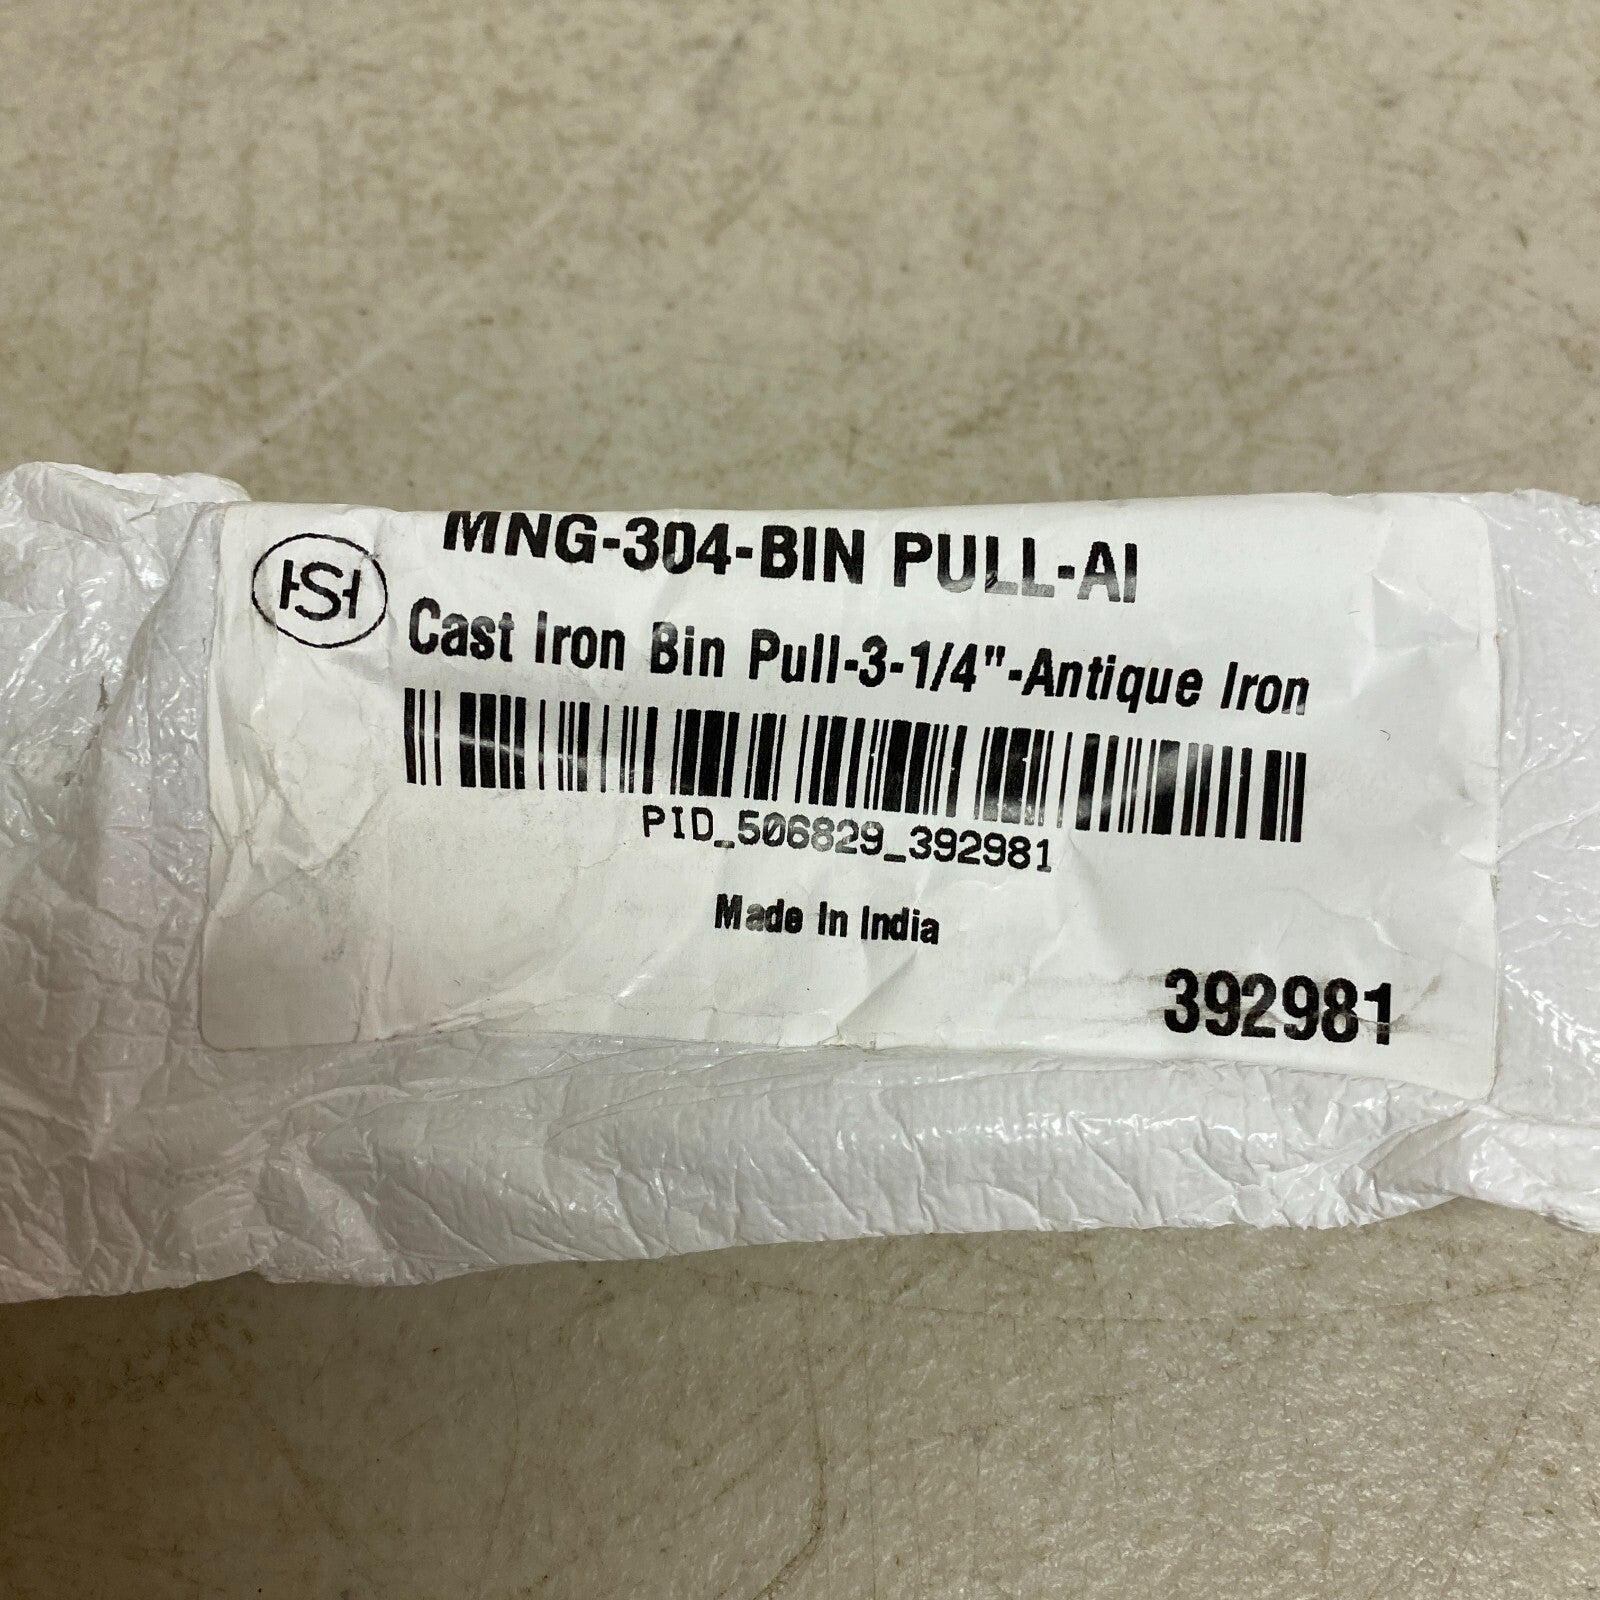 MNG-304-BIN PULL-AI
HSH
Cast Iron Bin Pull-3-1/4"-Antique Iron
PID_506829_392981
Made In India
392981